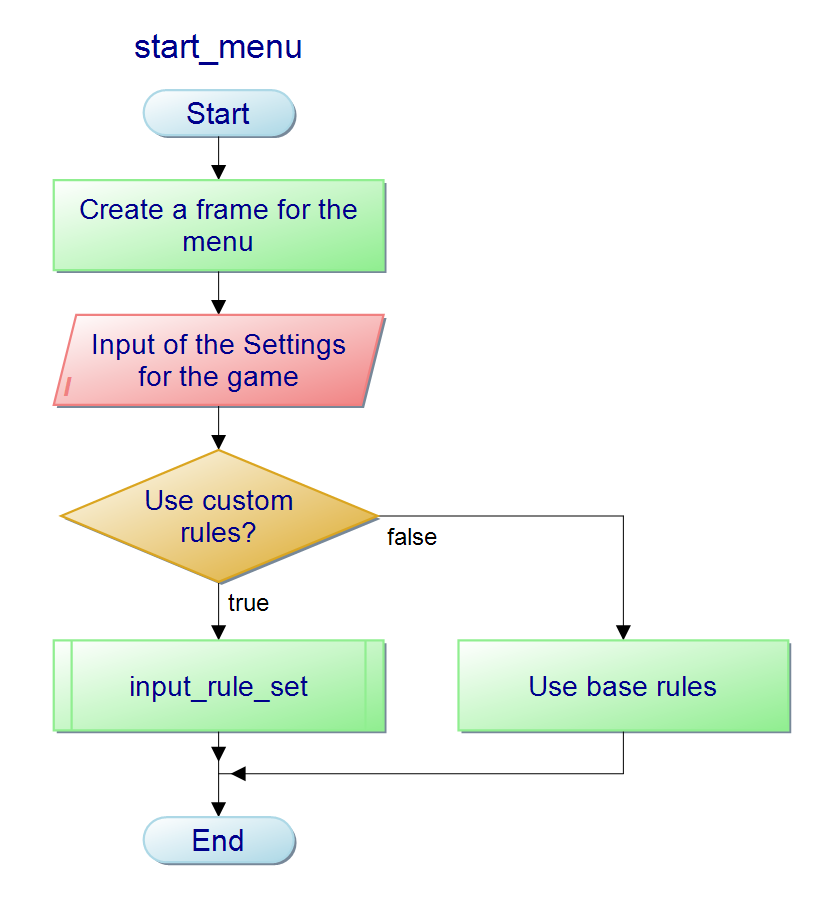 start_menu
Start
Create a frame for the
menu
Input of the Settings
for the game
I
Use custom
rules?
false
true
input_rule_set
Use base rules
End